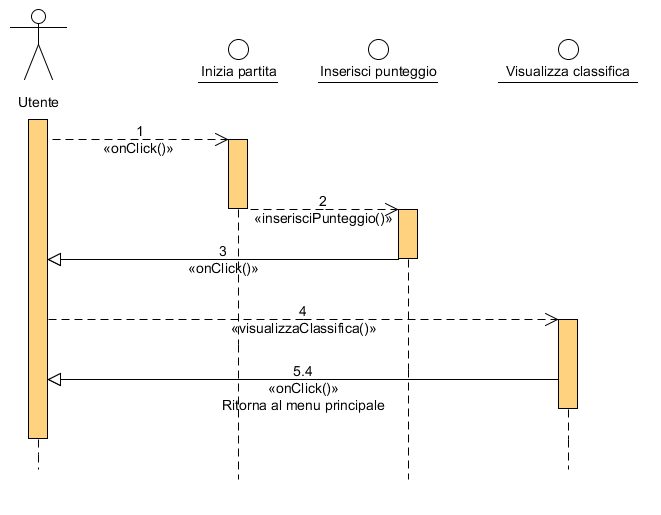 Utente
Inizia partita
Inserisci punteggio
Visualizza classifica
1
«onClick()»
2
«inserisciPunteggio()»
3
«onClick()»
4
«visualizzaClassifica()»
5.4
«onClick()»
Ritorna al menu principale